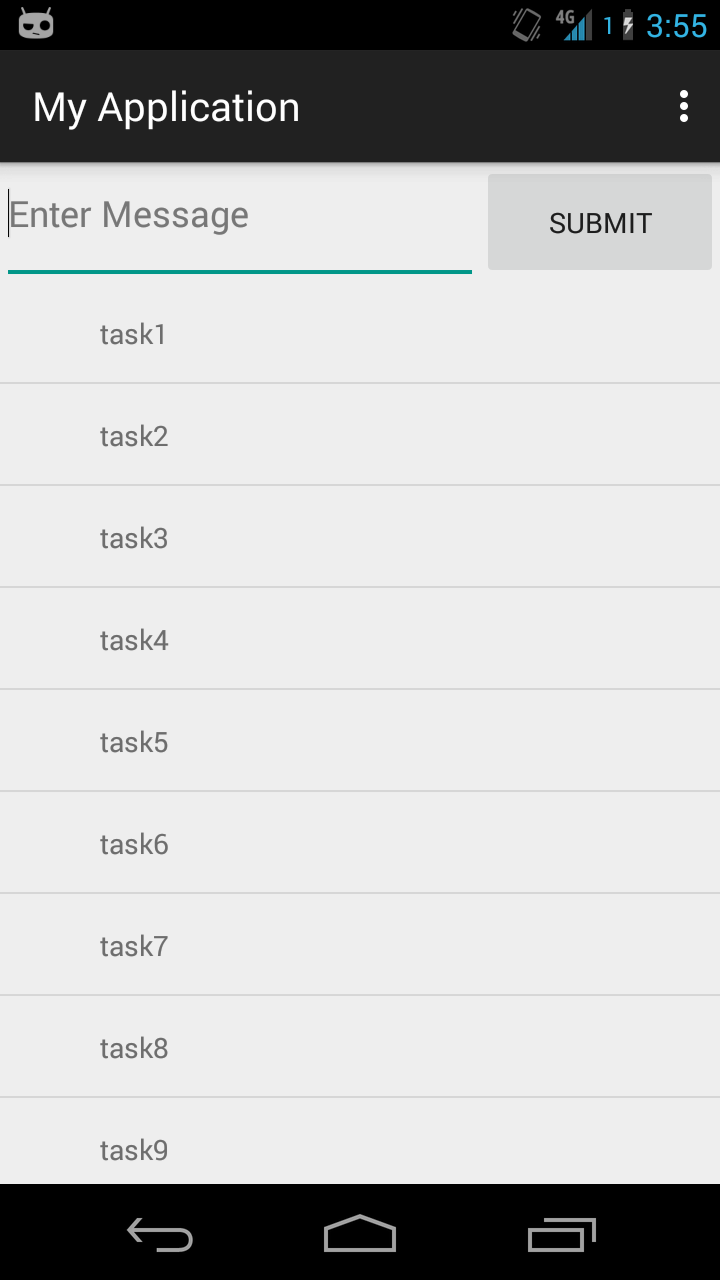 4G 1 3:55
My Application
Enter Message
SUBMIT
task1
task2
task3
task4
task5
task6
task7
task8
task9